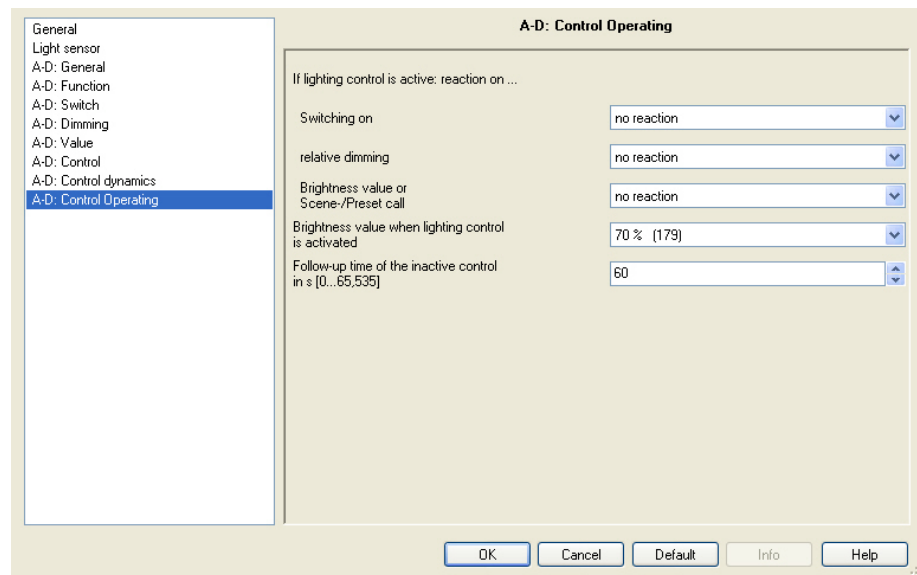 General
Light sensor
A-D: General
A-D: Function
A-D: Switch
A-D: Dimming
A-D: Value
A-D: Control
A-D: Control dynamics
A-D: Control Operating
A-D: Control Operating
If lighting control is active: reaction on ...
Switching on
no reaction
relative dimming
no reaction
Brightness value or
Scene-/Preset call
no reaction
Brightness value when lighting control
is activated
70 % (179)
Follow-up time of the inactive control
in s [0...65,535]
60
OK
Cancel
Default
Info
Help